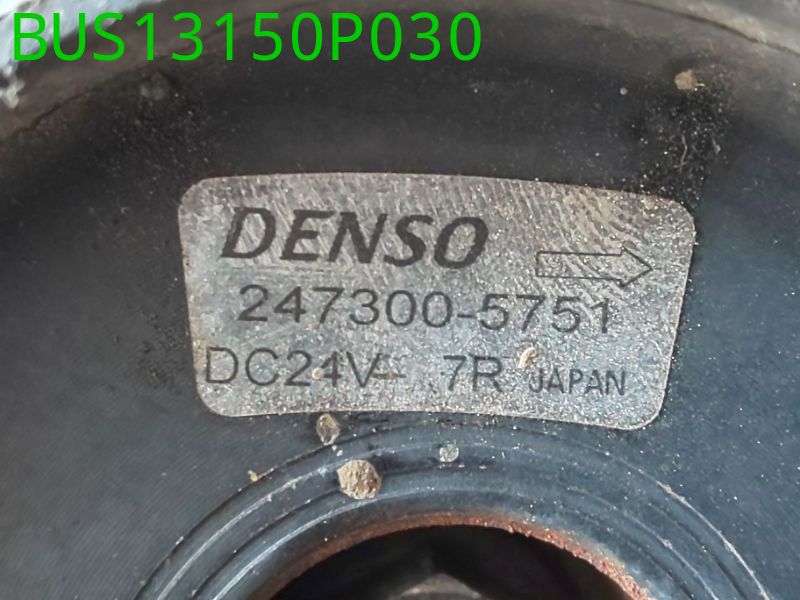 BUS13150P030
DENSO
247300-5751
DC24V- 7R JAPAN